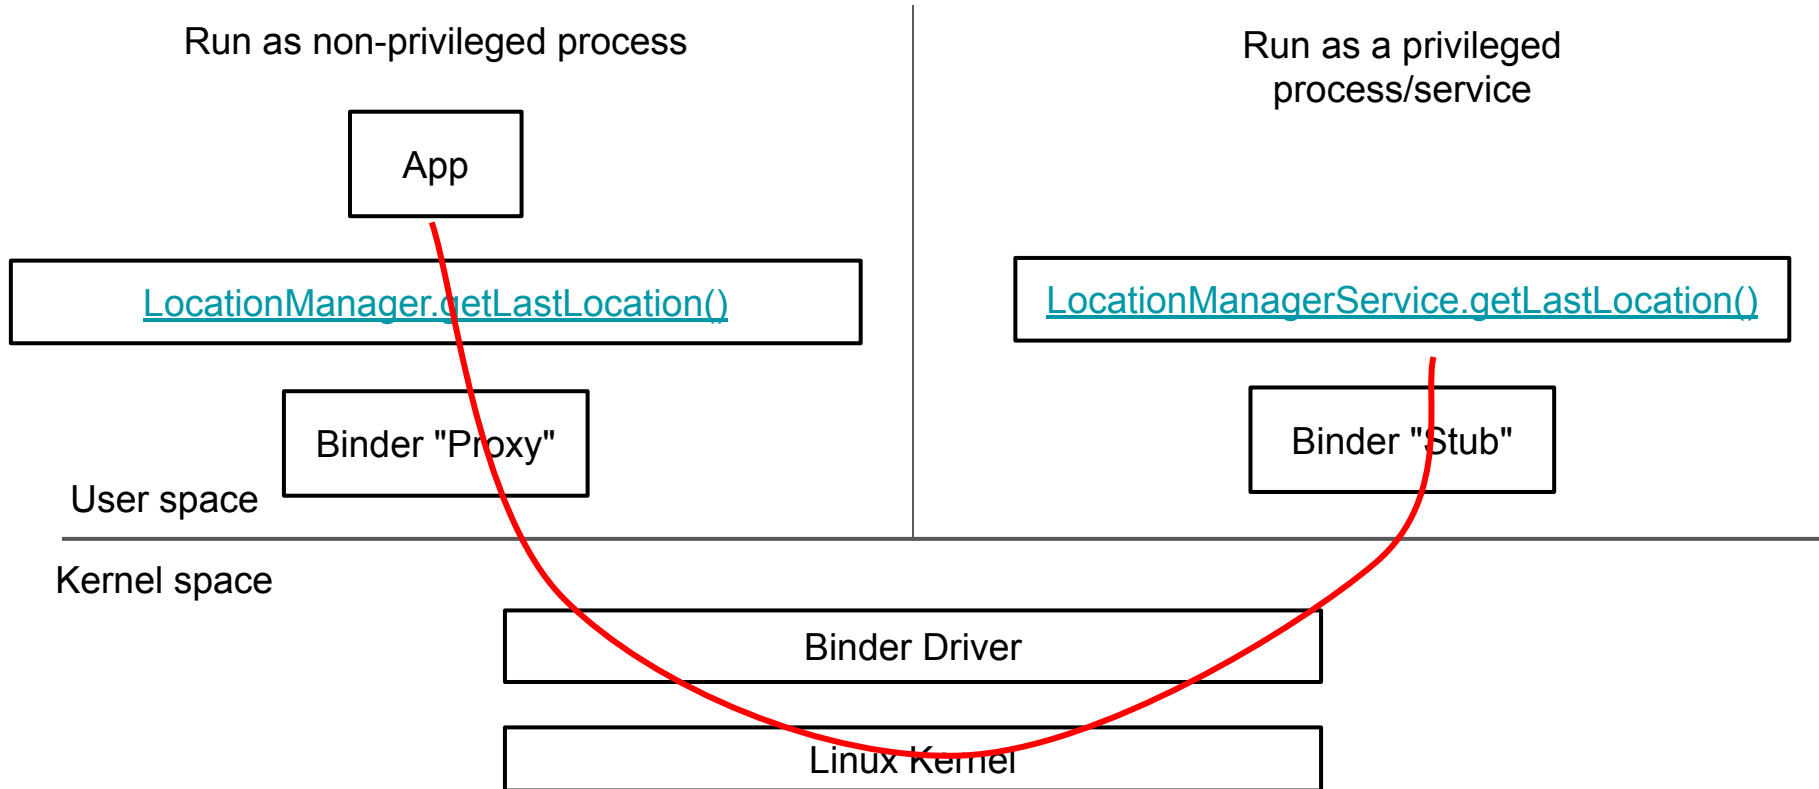 Run as non-privileged process
Run as a privileged
process/service
App
LocationManager.getLastLocation()
LocationManagerService.getLastLocation()
Binder "Proxy"
Binder "Stub"
User space
Kernel space
Binder Driver
Linux Kernel